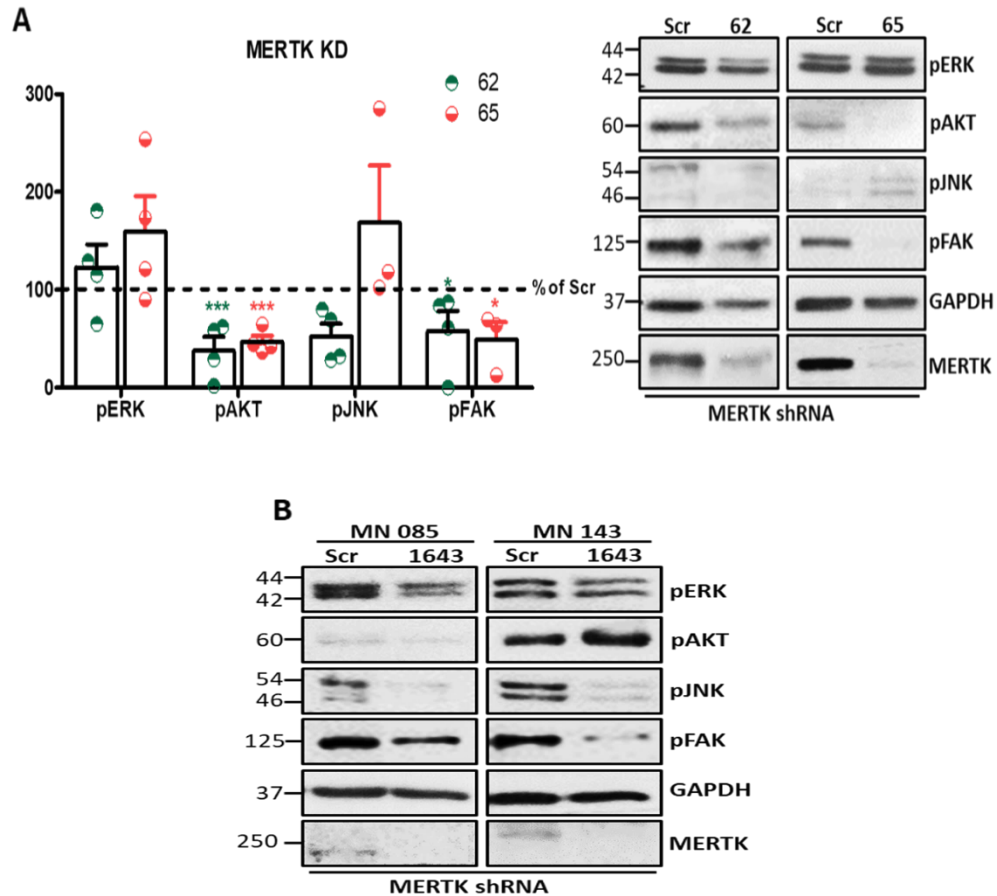 A
MERTK KD
62
65
300
200
100
0
% of Scr
***
***
*
*
pERK
pAKT
pJNK
pFAK
Scr 62 Scr 65
44
42
pERK
60
pAKT
54
46
pJNK
125
pFAK
37
GAPDH
250
MERTK
MERTK shRNA
B
MN 085 MN 143
Scr 1643 Scr 1643
44
42
pERK
60
pAKT
54
46
pJNK
125
pFAK
37
GAPDH
250
MERTK
MERTK shRNA